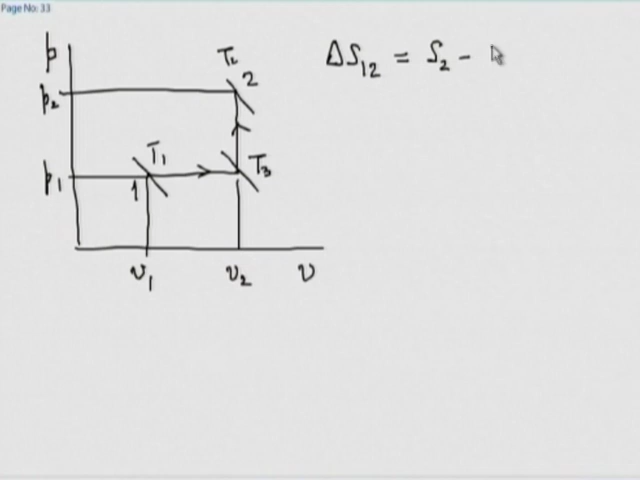 Page No: 33
p
T₂
2
ΔS₁₂ = S₂ -
p₂
p₁
T₁
T₃
1
v₁
v₂
v